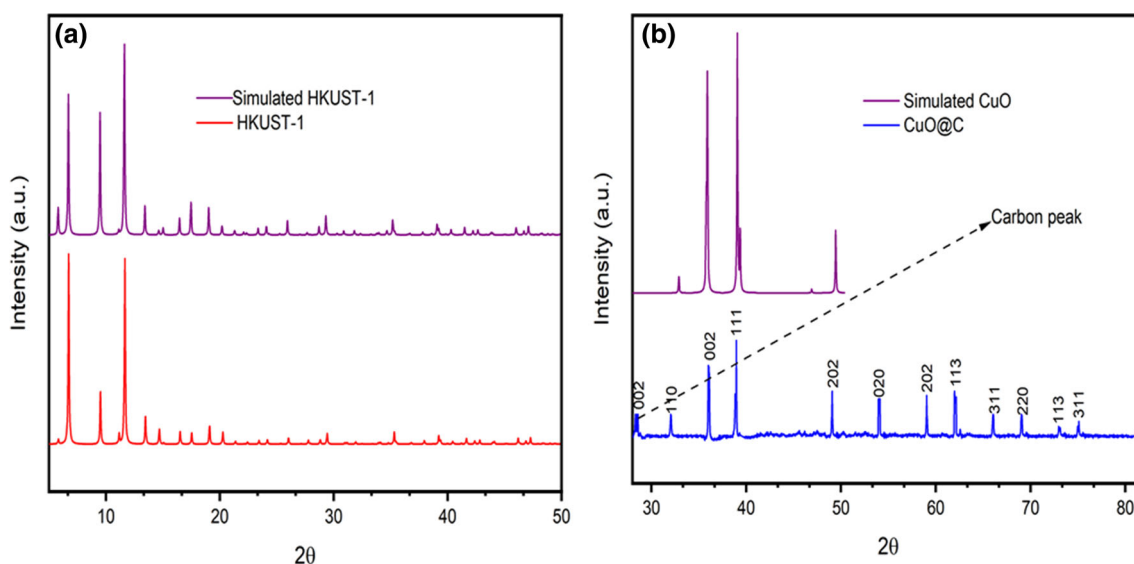 (a)
Simulated HKUST-1
HKUST-1
Intensity (a.u.)
10
20
30
40
50
2θ
(b)
Simulated CuO
CuO@C
Carbon peak
Intensity (a.u.)
002
110
002
111
202
020
202
113
311
220
113
311
30
40
50
60
70
80
2θ